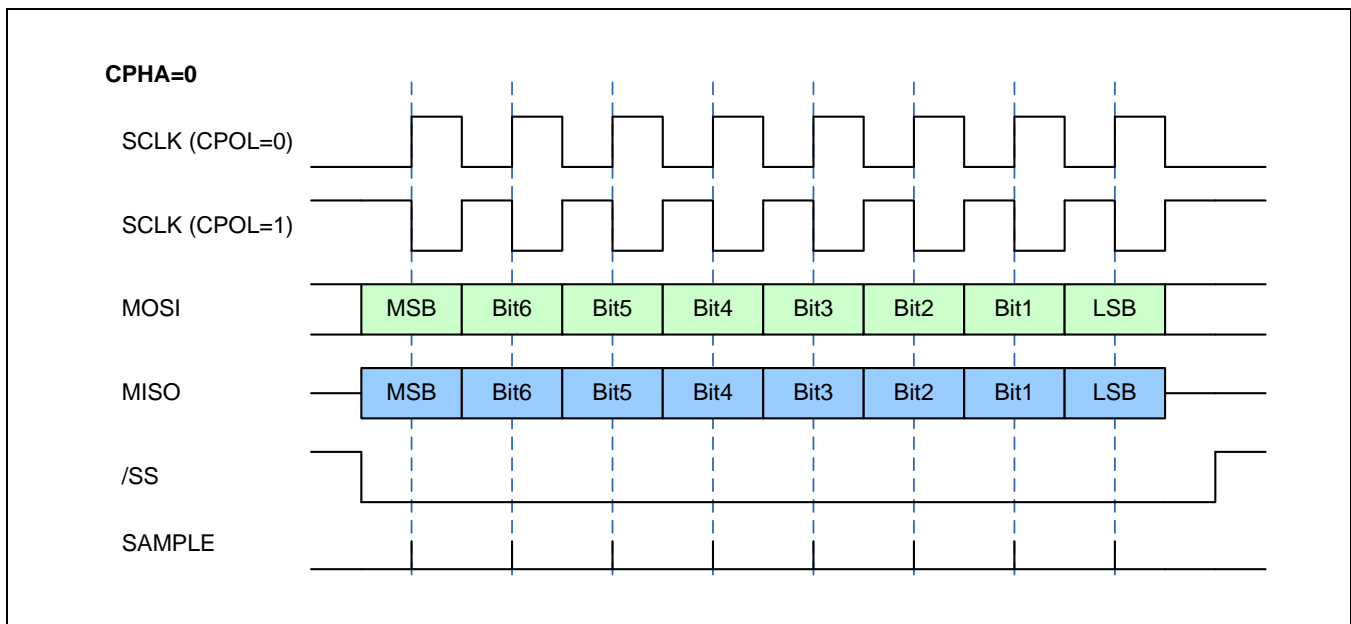 CPHA=0
SCLK (CPOL=0)
SCLK (CPOL=1)
MOSI MSB Bit6 Bit5 Bit4 Bit3 Bit2 Bit1 LSB
MISO MSB Bit6 Bit5 Bit4 Bit3 Bit2 Bit1 LSB
/SS
SAMPLE